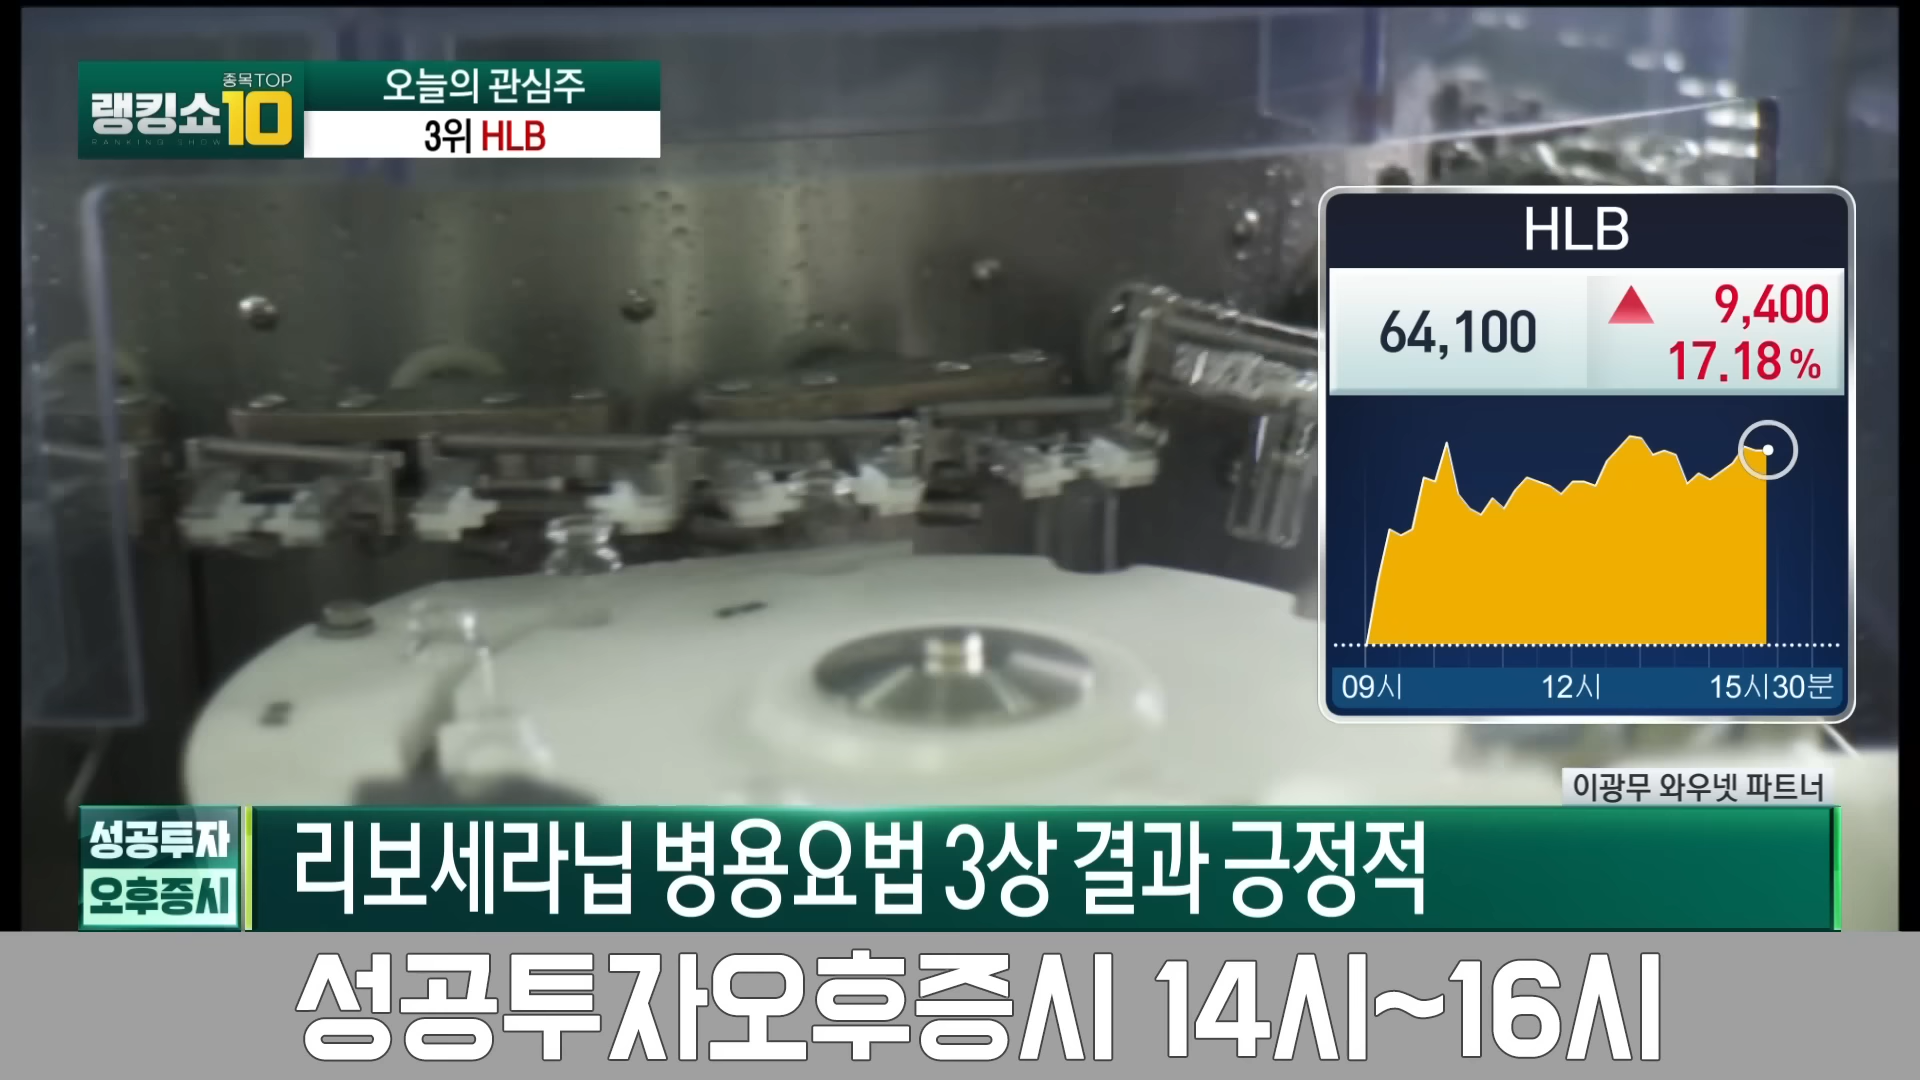 종목TOP
랭킹쇼10
RANKING SHOW
오늘의 관심주
3위 HLB
HLB
64,100
▲ 9,400
17.18 %
09시 12시 15시30분
이광무 와우넷 파트너
성공투자
오후증시
리보세라닙 병용요법 3상 결과 긍정적
성공투자오후증시 14시~16시